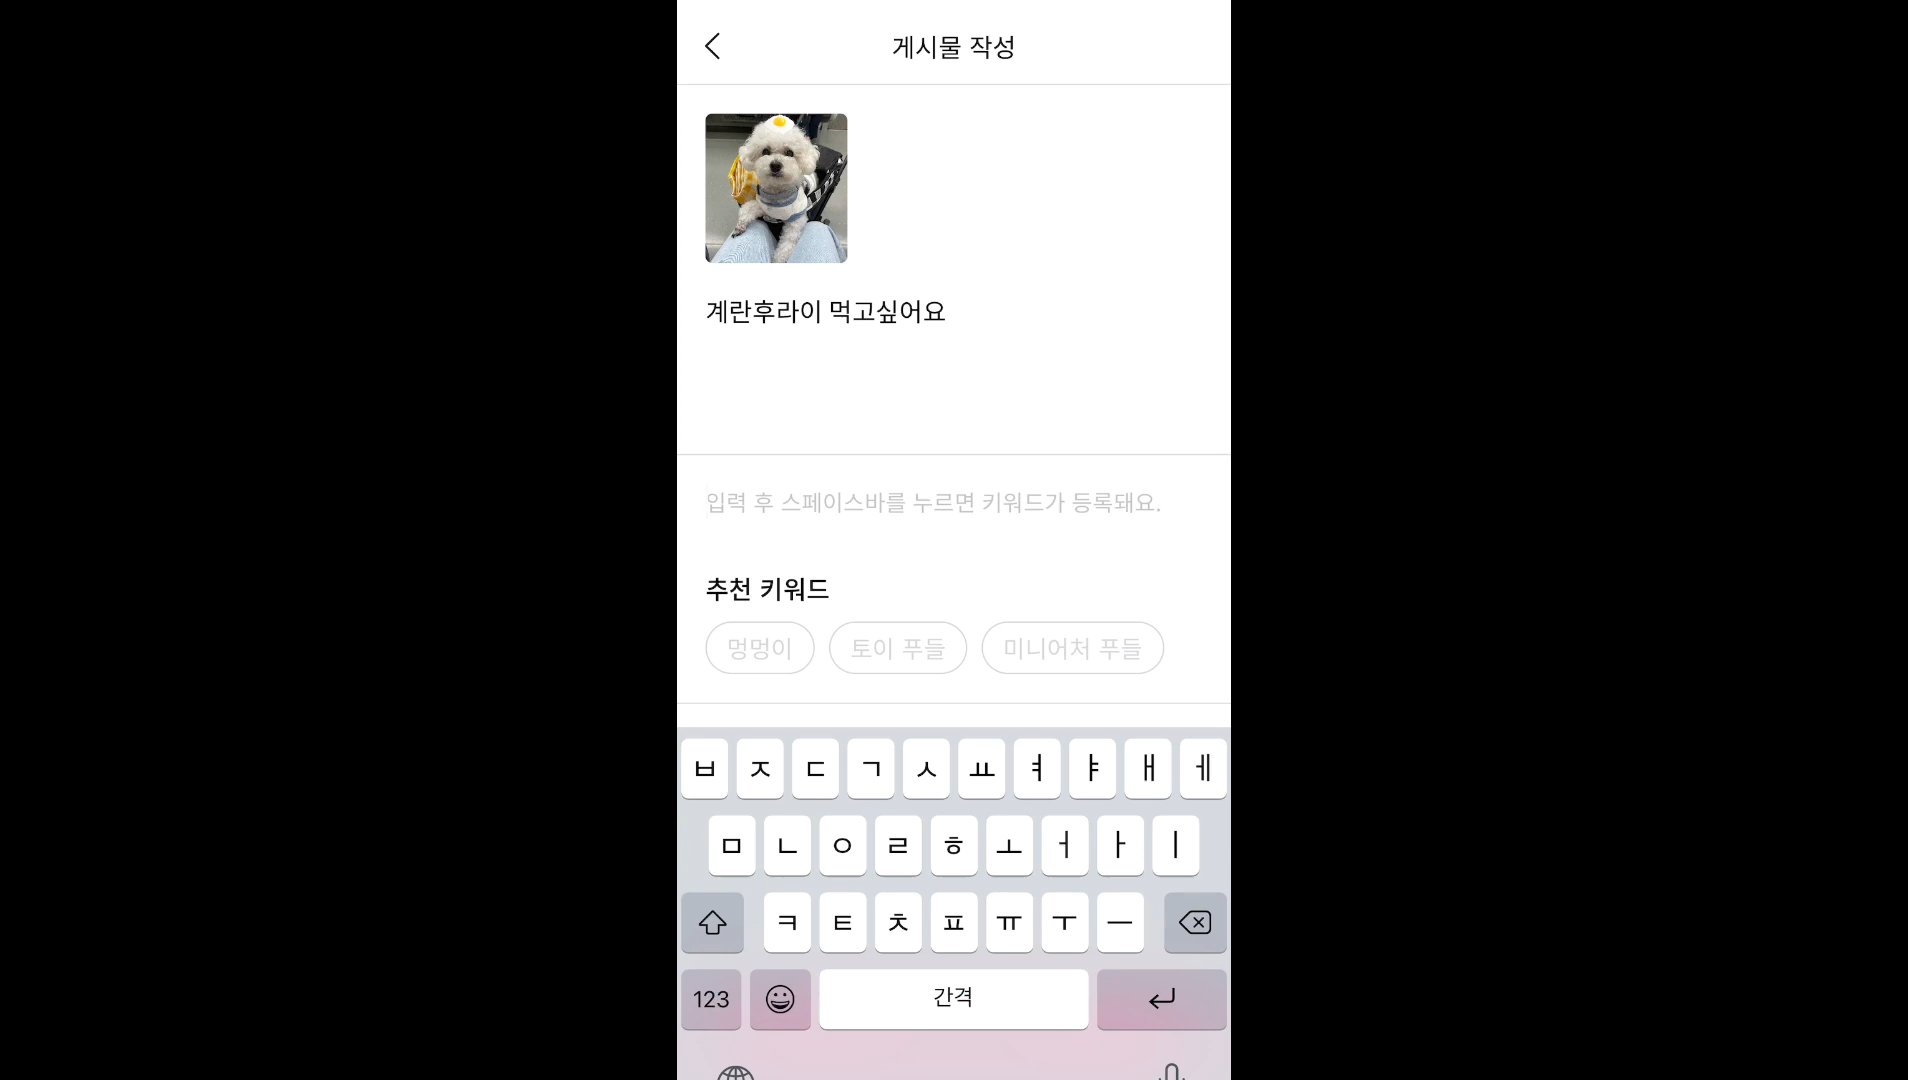 게시물 작성
계란후라이 먹고싶어요
입력 후 스페이스바를 누르면 키워드가 등록돼요.
추천 키워드
멍멍이 토이 푸들 미니어처 푸들
ㅂ ㅈ ㄷ ㄱ ㅅ ㅛ ㅕ ㅑ ㅐ ㅔ
ㅁ ㄴ ㅇ ㄹ ㅎ ㅗ ㅓ ㅏ ㅣ
ㅋ ㅌ ㅊ ㅍ ㅠ ㅜ ㅡ
123 간격